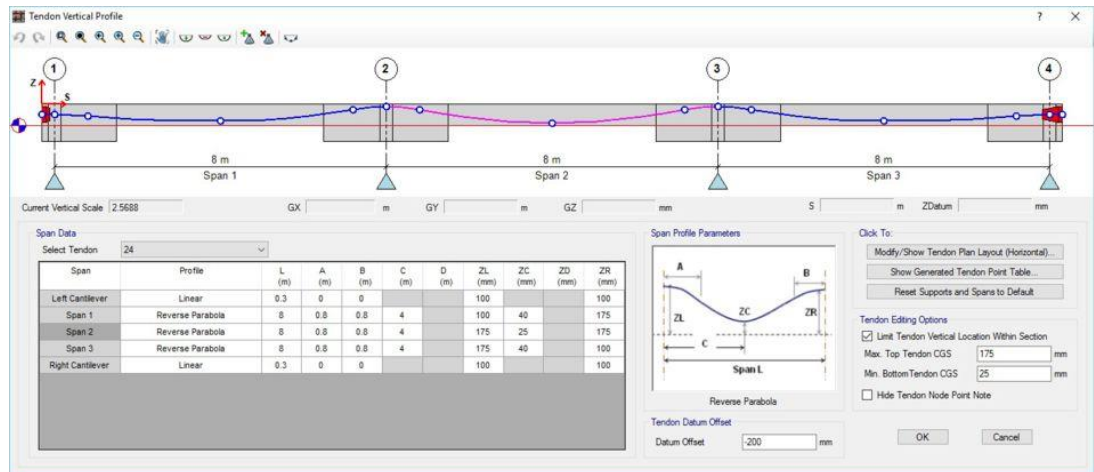 Tendon Vertical Profile
? ×
1 2 3 4
Z
S
8 m 8 m 8 m
Span 1 Span 2 Span 3
Current Vertical Scale 2.5688 GX m GY m GZ mm S m ZDatum mm
Span Data
Select Tendon 24
Span Profile L (m) A (m) B (m) C (m) D (m) ZL (mm) ZC (mm) ZD (mm) ZR (mm)
Left Cantilever Linear 0.3 0 0 100 100
Span 1 Reverse Parabola 8 0.8 0.8 4 100 40 175
Span 2 Reverse Parabola 8 0.8 0.8 4 175 25 175
Span 3 Reverse Parabola 8 0.8 0.8 4 175 40 100
Right Cantilever Linear 0.3 0 0 100 100
Span Profile Parameters
A B
ZL ZC ZR
C
Span L
Reverse Parabola
Tendon Datum Offset
Datum Offset -200 mm
Click To:
Modify/Show Tendon Plan Layout (Horizontal)...
Show Generated Tendon Point Table...
Reset Supports and Spans to Default
Tendon Editing Options
Limit Tendon Vertical Location Within Section
Max. Top Tendon CGS 175 mm
Min. Bottom Tendon CGS 25 mm
Hide Tendon Node Point Note
OK Cancel